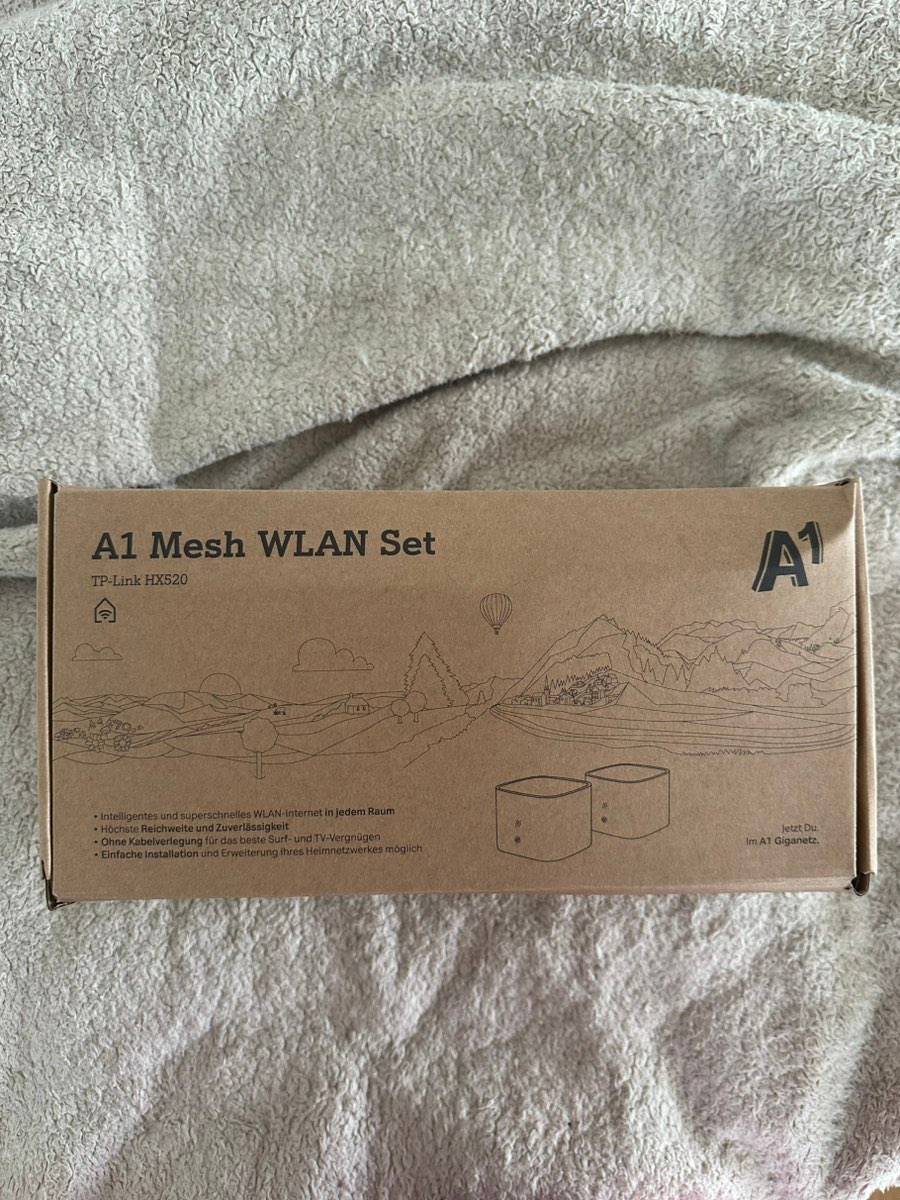 A1 Mesh WLAN Set
TP-Link HX520
A1
• Intelligentes und superschnelles WLAN-Internet in jedem Raum
• Höchste Reichweite und Zuverlässigkeit
• Ohne Kabelverlegung für das beste Surf- und TV-Vergnügen
• Einfache Installation und Erweiterung Ihres Heimnetzwerkes möglich
Jetzt Du.
Im A1 Giganetz.